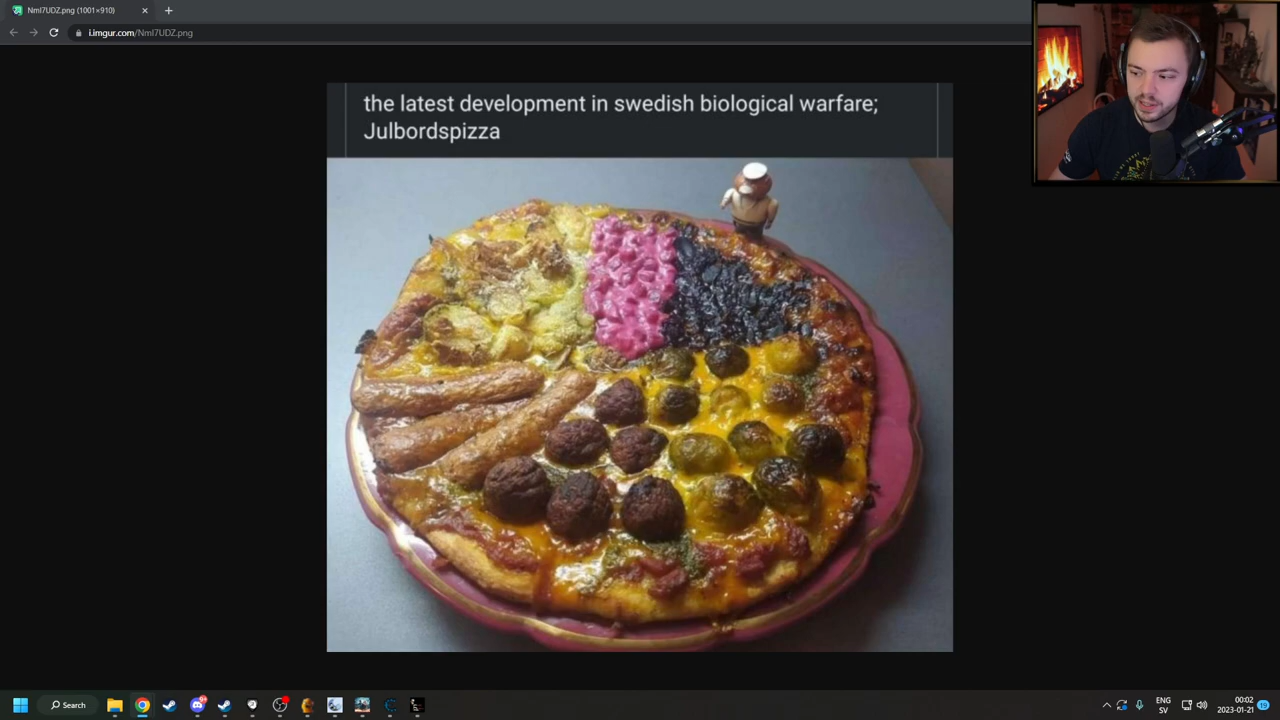 Nml7UDZ.png (1001×910)
i.imgur.com/Nml7UDZ.png
the latest development in swedish biological warfare;
Julbordspizza
Search
ENG
SV
00:02
2023-01-21
19